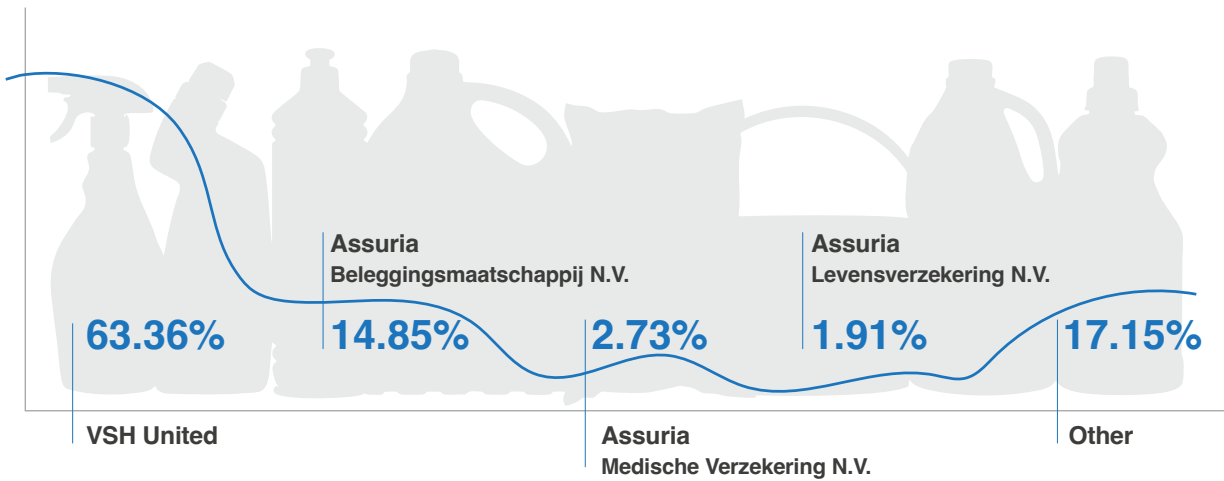 63.36%
VSH United
Assuria
Beleggingsmaatschappij N.V.
14.85%
2.73%
Assuria
Medische Verzekering N.V.
Assuria
Levensverzekering N.V.
1.91%
17.15%
Other